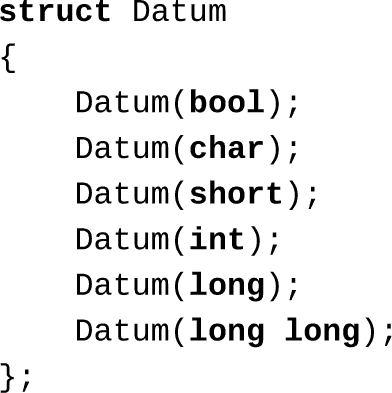 struct Datum
{
    Datum(bool);
    Datum(char);
    Datum(short);
    Datum(int);
    Datum(long);
    Datum(long long);
};